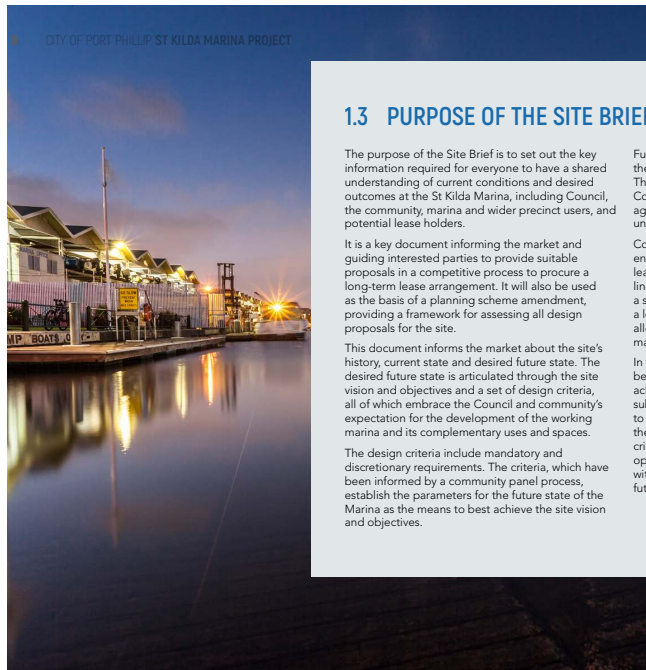 CITY OF PORT PHILLIP ST KILDA MARINA PROJECT
1.3 PURPOSE OF THE SITE BRIEF
The purpose of the Site Brief is to set out the key
information required for everyone to have a shared
understanding of current conditions and desired
outcomes at the St Kilda Marina, including Council,
the community, marina and wider precinct users, and
potential lease holders.
It is a key document informing the market and
guiding interested parties to provide suitable
proposals in a competitive process to procure a
long-term lease arrangement. It will also be used
as the basis of a planning scheme amendment,
providing a framework for assessing all design
proposals for the site.
This document informs the market about the site's
history, current state and desired future state. The
desired future state is articulated through the site
vision and objectives and a set of design criteria,
all of which embrace the Council and community's
expectation for the development of the working
marina and its complementary uses and spaces.
The design criteria include mandatory and
discretionary requirements. The criteria, which have
been informed by a community panel process,
establish the parameters for the future state of the
Marina as the means to best achieve the site vision
and objectives.
In
to
a
BOATS